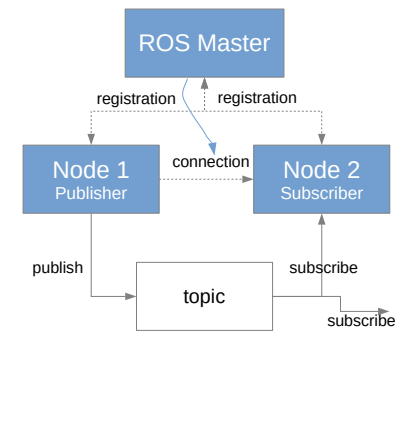 ROS Master
registration
registration
connection
Node 1
Publisher
Node 2
Subscriber
publish
subscribe
topic
subscribe